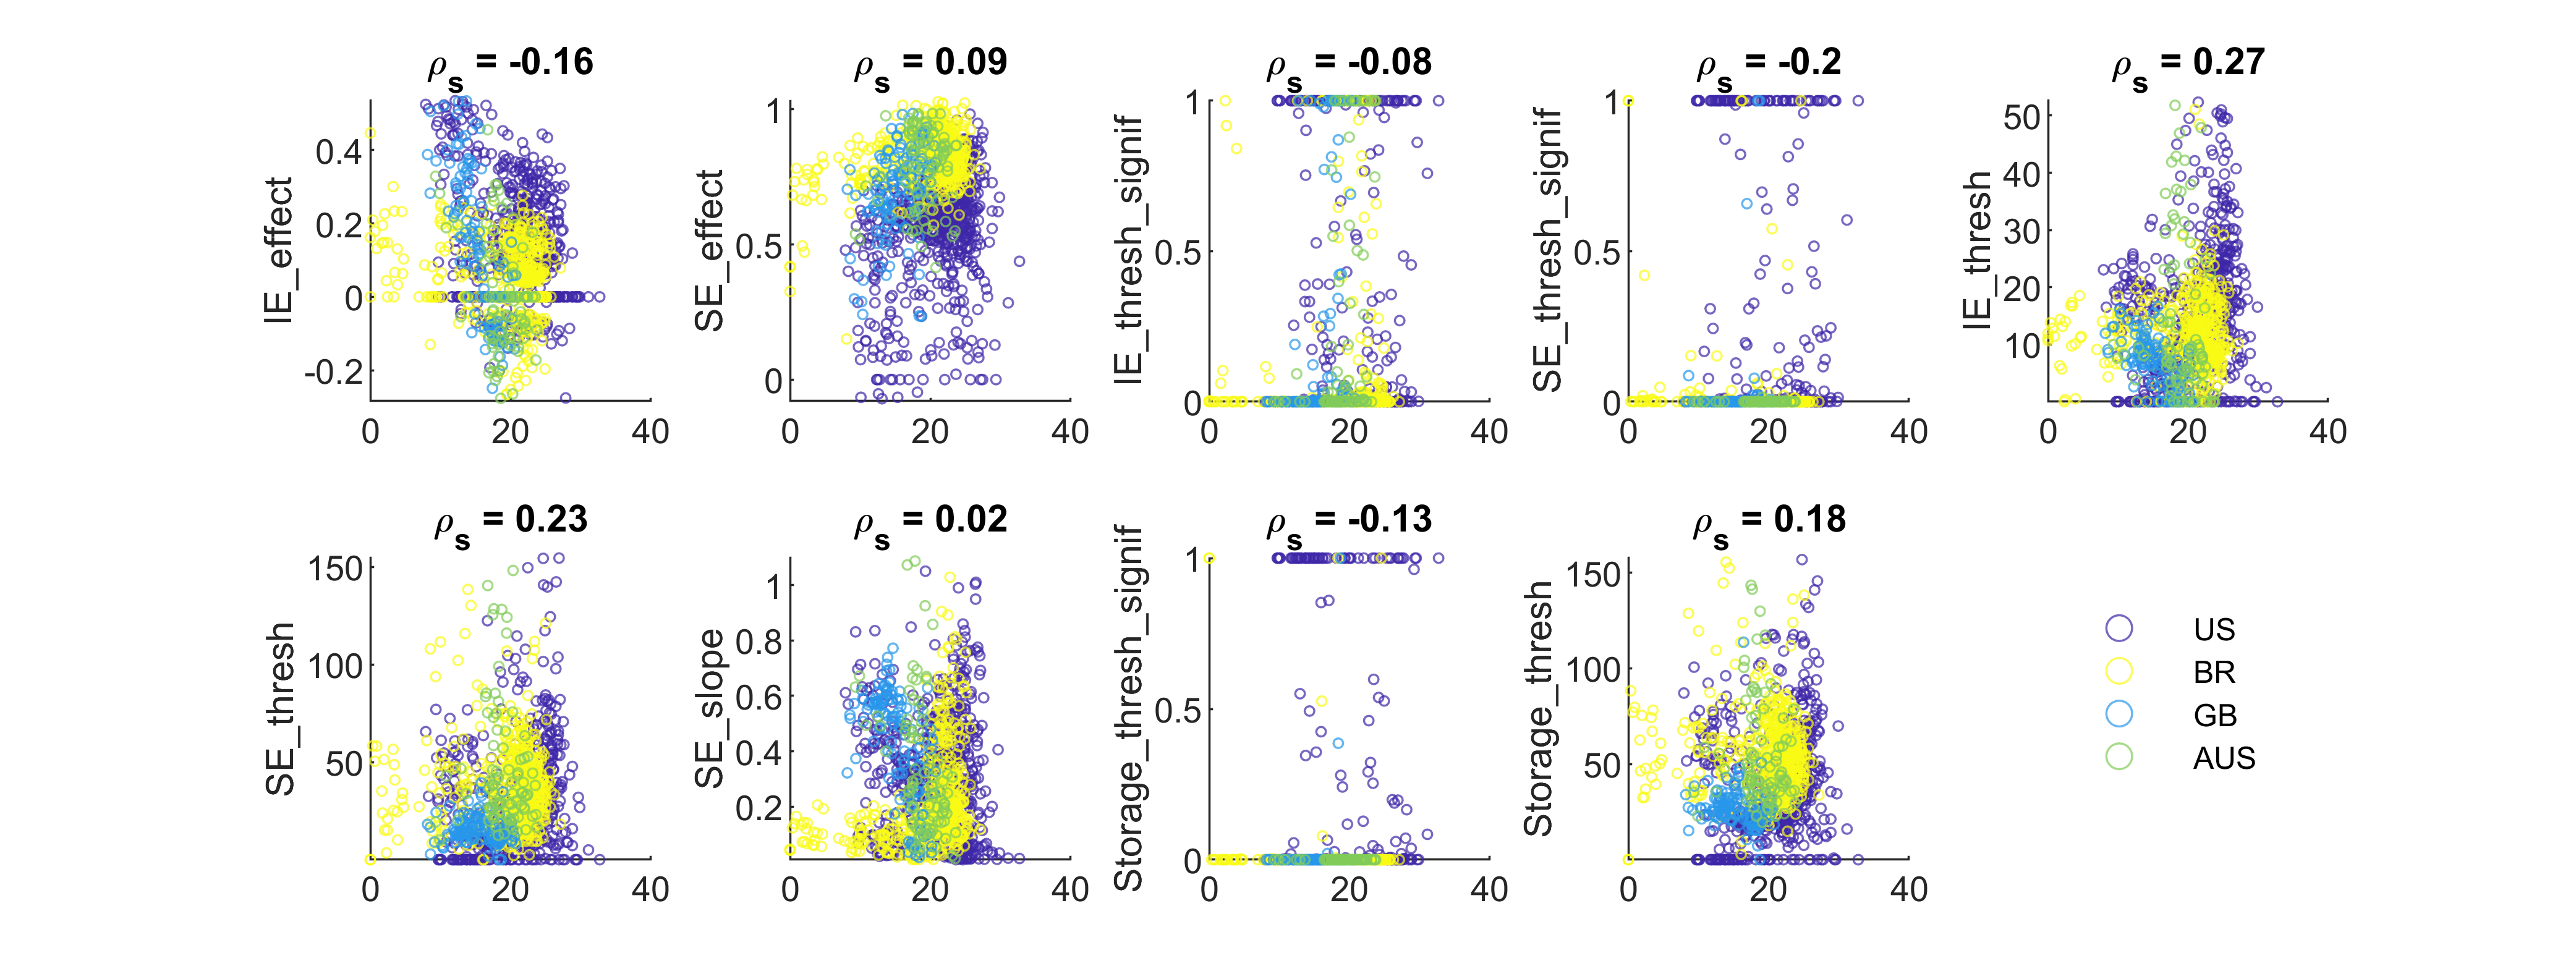 ρs = -0.16
IE_effect
0.4
0.2
0
-0.2
0 20 40
ρs = 0.09
SE_effect
1
0.5
0
0 20 40
ρs = -0.08
IE_thresh_signif
1
0.5
0
0 20 40
ρs = -0.2
SE_thresh_signif
1
0.5
0
0 20 40
ρs = 0.27
IE_thresh
50
40
30
20
10
0 20 40
ρs = 0.23
SE_thresh
150
100
50
0 20 40
ρs = 0.02
SE_slope
1
0.8
0.6
0.4
0.2
0 20 40
ρs = -0.13
Storage_thresh_signif
1
0.5
0
0 20 40
ρs = 0.18
Storage_thresh
150
100
50
0 20 40
US
BR
GB
AUS